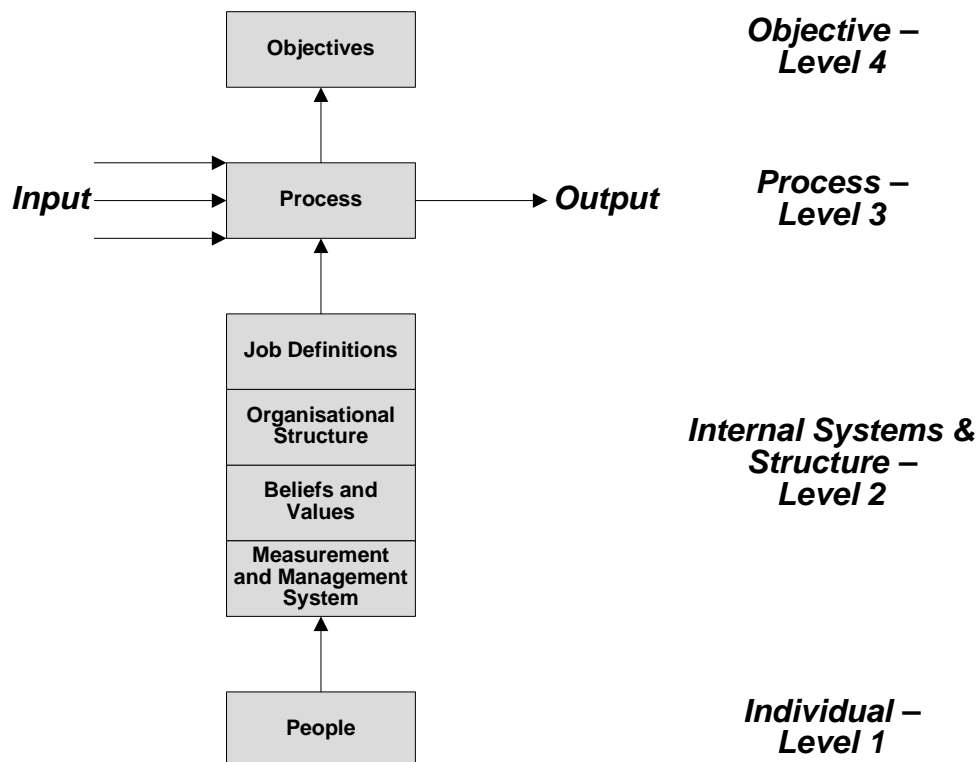 Objectives
Objective –
Level 4
Input
Process
Output
Process –
Level 3
Job Definitions
Organisational
Structure
Beliefs and
Values
Measurement
and Management
System
Internal Systems &
Structure –
Level 2
People
Individual –
Level 1